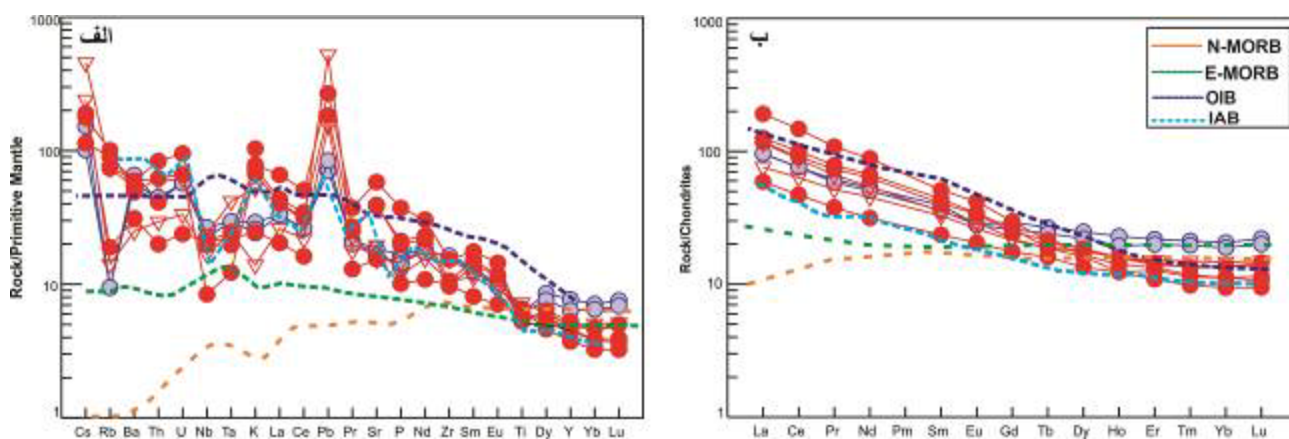 الف
1000
100
10
1
Rock/Primitive Mantle
Cs Rb Ba Th U Nb Ta K La Ce Pb Pr Sr P Nd Zr Sm Eu Ti Dy Y Yb Lu
ب
1000
100
10
1
Rock/Chondrites
N-MORB
E-MORB
OIB
IAB
La Ce Pr Nd Pm Sm Eu Gd Tb Dy Ho Er Tm Yb Lu